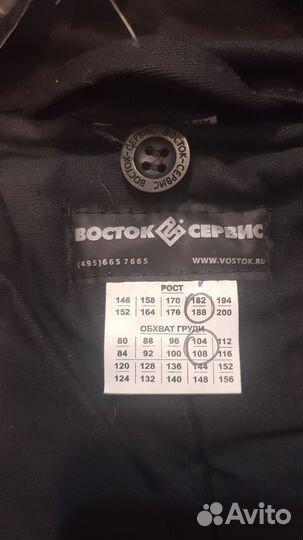 ВОСТОК-СЕРВИС ВОСТОК-СЕРВИС
ВОСТОК СЕРВИС
(495)665 7665 WWW.VOSTOK.RU
РОСТ
146 158 170 182 194
152 164 176 188 200
ОБХВАТ ГРУДИ
80 88 96 104 112
84 92 100 108 116
120 128 136 144 152
124 132 140 148 156
Avito